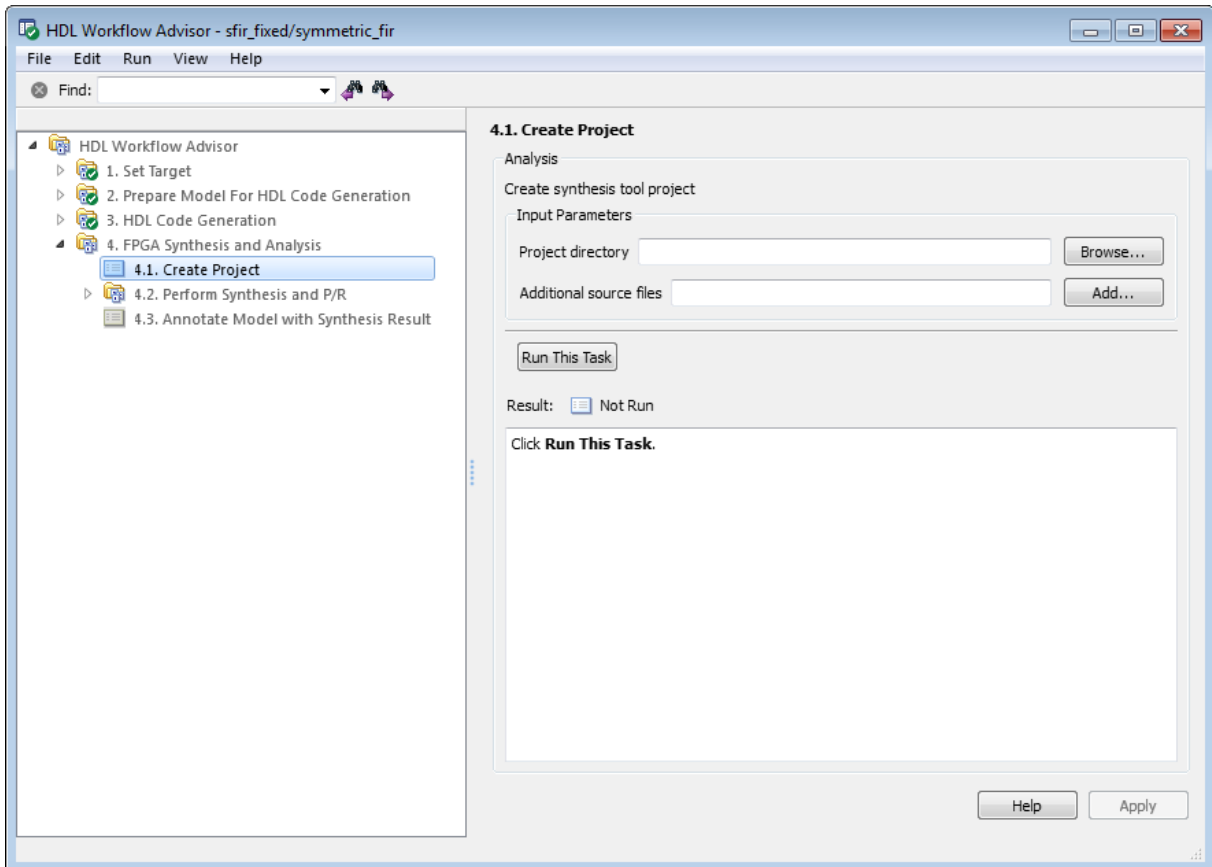 HDL Workflow Advisor - sfir_fixed/symmetric_fir
File Edit Run View Help
Find:
HDL Workflow Advisor
1. Set Target
2. Prepare Model For HDL Code Generation
3. HDL Code Generation
4. FPGA Synthesis and Analysis
4.1. Create Project
4.2. Perform Synthesis and P/R
4.3. Annotate Model with Synthesis Result
4.1. Create Project
Analysis
Create synthesis tool project
Input Parameters
Project directory Browse...
Additional source files Add...
Run This Task
Result: Not Run
Click Run This Task.
Help Apply